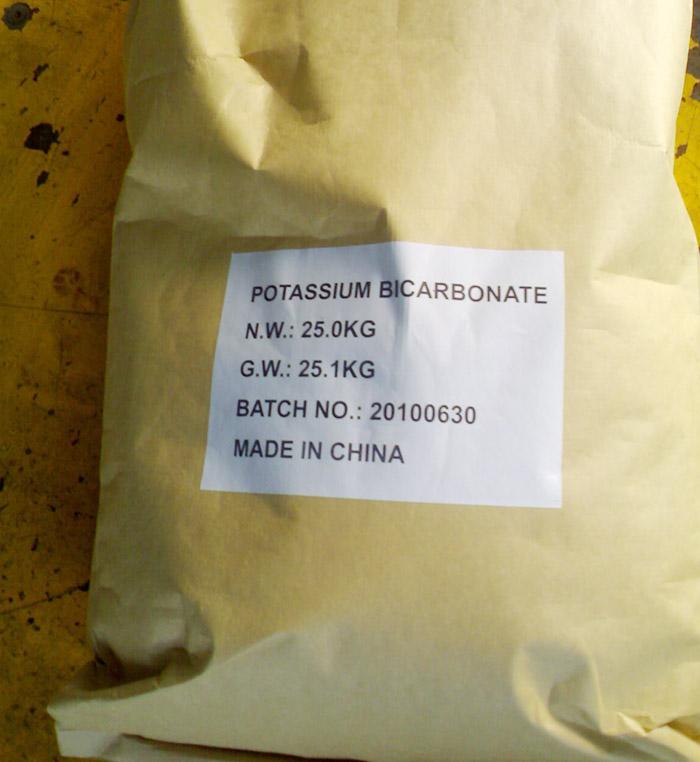 POTASSIUM BICARBONATE
N.W.: 25.0KG
G.W.: 25.1KG
BATCH NO.: 20100630
MADE IN CHINA